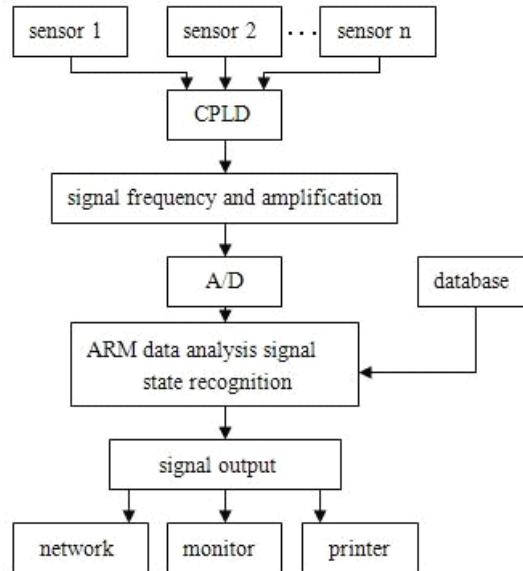 sensor 1
sensor 2
...
sensor n
CPLD
signal frequency and amplification
A/D
database
ARM data analysis signal
state recognition
signal output
network
monitor
printer